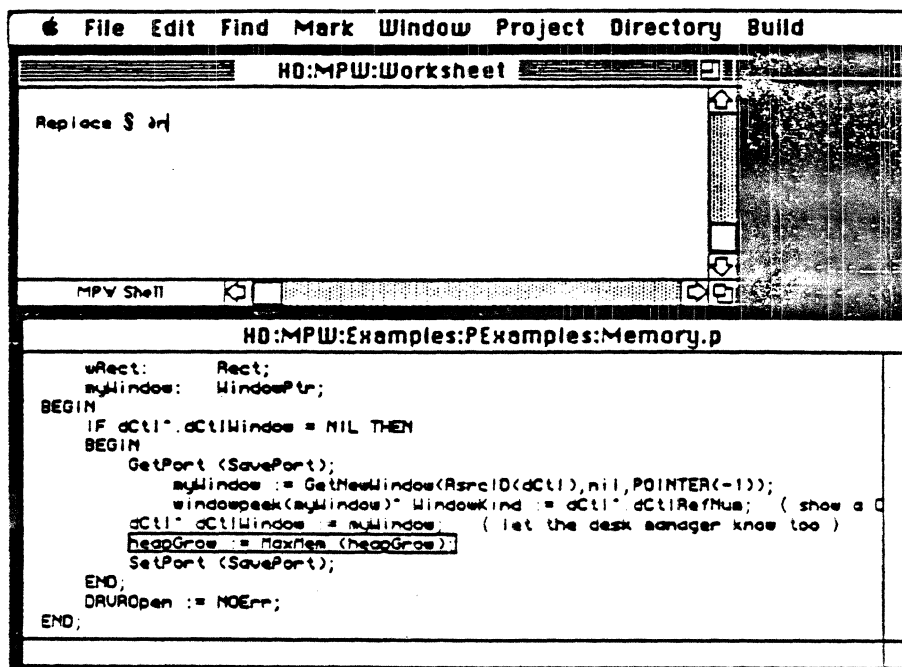 File Edit Find Mark Window Project Directory Build
HD:MPW:Worksheet
Replace § ∂n
MPW Shell
HD:MPW:Examples:PExamples:Memory.p
wRect: Rect;
myWindow: WindowPtr;
BEGIN
IF dCtl^.dCtlWindow = NIL THEN
BEGIN
GetPort (SavePort);
myWindow := GetNewWindow(RsrcID(dCtl),nil,POINTER(-1));
windowpeek(myWindow)^.WindowKind := dCtl^.dCtlRefNum; ( show a D
dCtl^.dCtlWindow := myWindow; ( let the desk manager know too )
heapGrow := MaxMem (heapGrow);
SetPort (SavePort);
END;
DRVROpen := NOErr;
END;